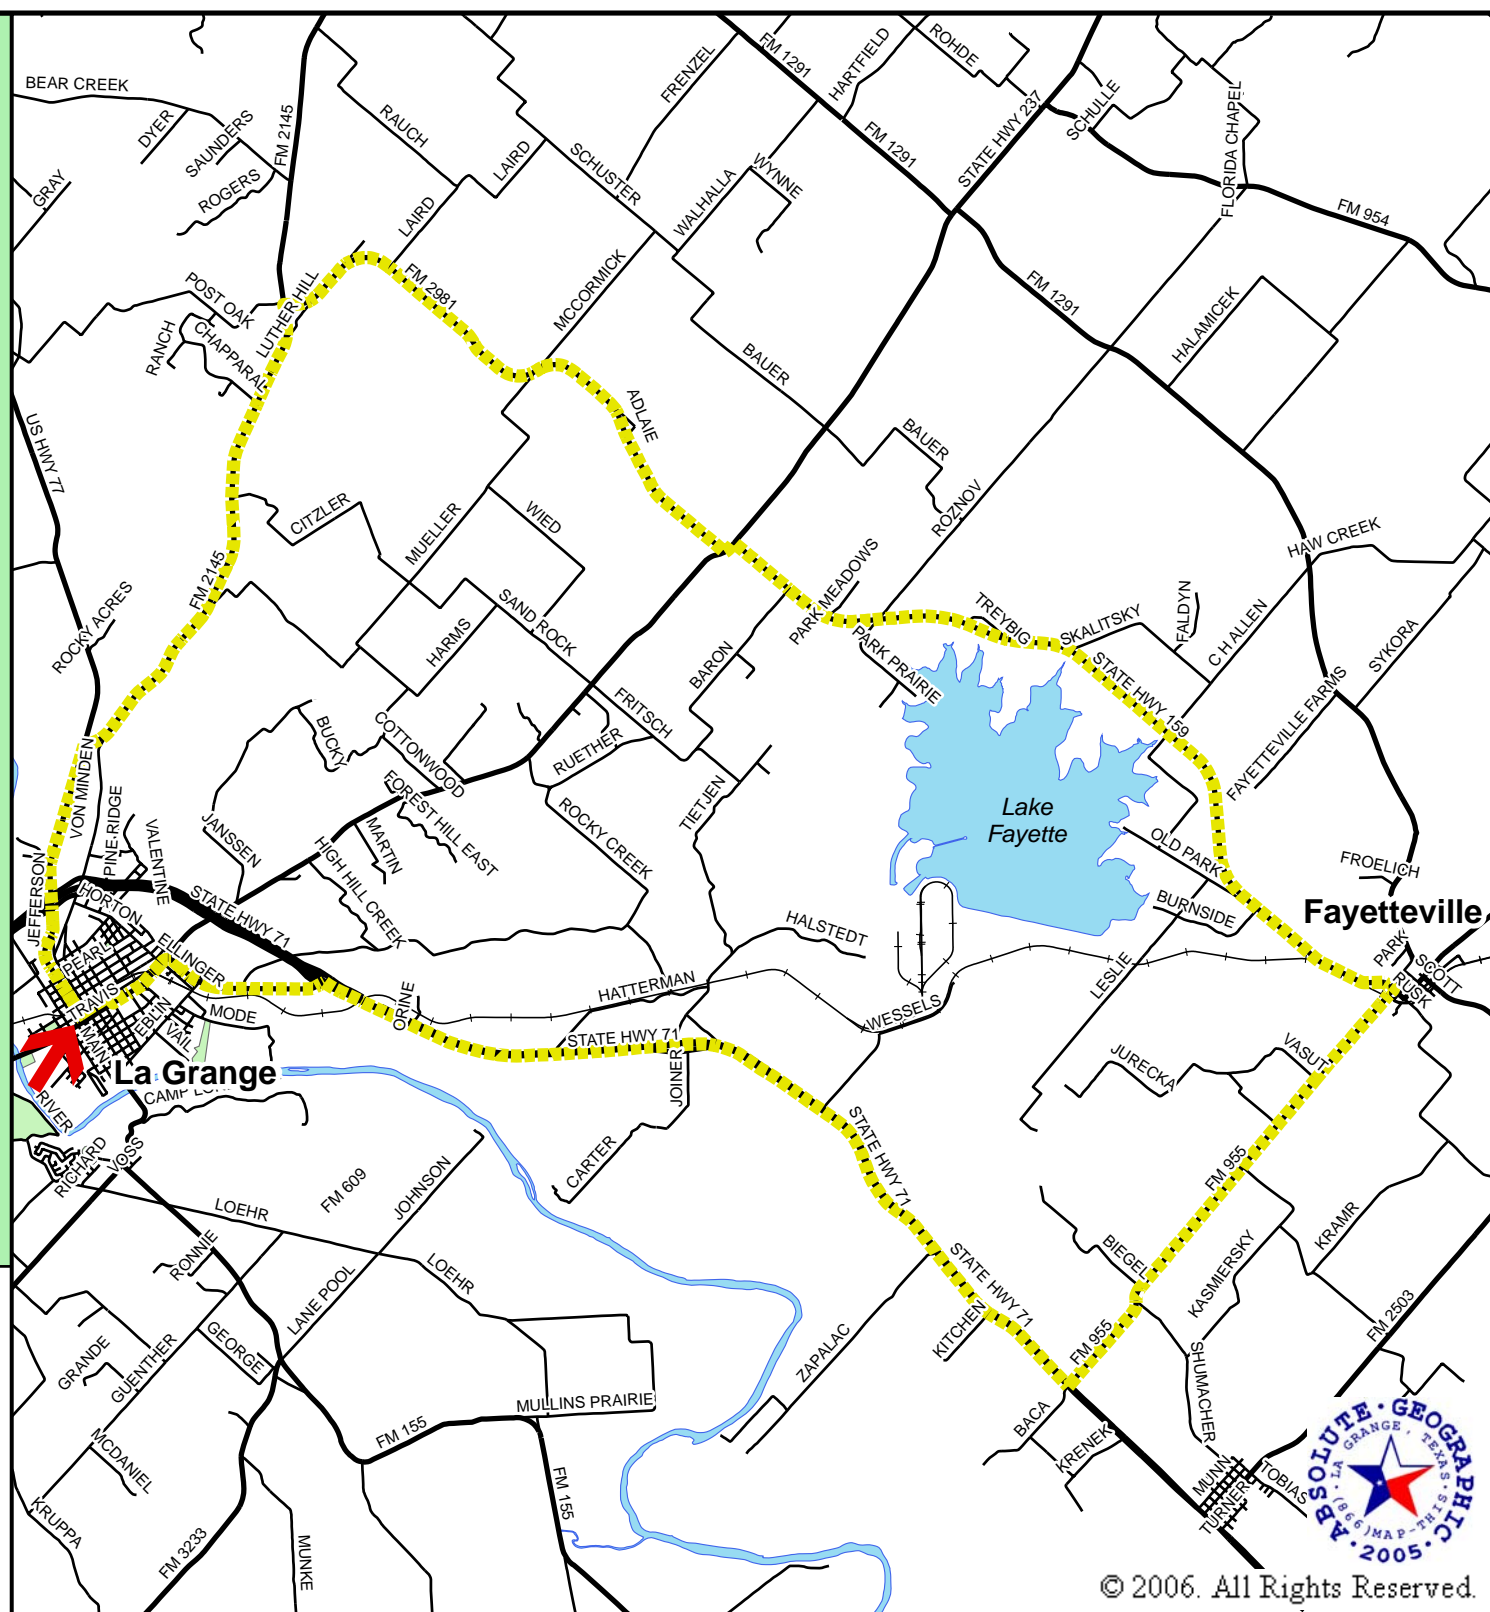 ROHDE
FM 1291
HARTFIELD
FRENZEL
BEAR CREEK
FLORIDA CHAPEL
SCHULLE
STATE HWY 237
RAUCH
DYER
SAUNDERS
FM 2145
FM 1291
LAIRD
SCHUSTER
WYNNE
WALHALLA
GRAY
ROGERS
LAIRD
FM 954
MCCORMICK
POST OAK
LUTHER HILL
FM 2981
FM 1291
HALAMICEK
RANCH
CHAPPARAL
BAUER
ADLAIE
US HWY 77
BAUER
CITZLER
MUELLER
WIED
ROZNOV
HAW CREEK
FM 2145
PARK MEADOWS
ROCKY ACRES
HARMS
SAND ROCK
TREYBIG
SKALITSKY
FALDYN
C H ALLEN
SYKORA
BARON
PARK PRAIRIE
STATE HWY 159
FAYETTEVILLE FARMS
BUCKY
COTTONWOOD
FRITSCH
RUETHER
VON MINDEN
PINE-RIDGE
VALENTINE
JANSSEN
FOREST HILL EAST
MARTIN
HIGH HILL CREEK
ROCKY CREEK
TIETJEN
Lake
Fayette
OLD PARK
FROELICH
JEFFERSON
HORTON
STATE HWY 71
BURNSIDE
Fayetteville
HALSTEDT
PEARL
ELLINGER
PARK
SCOTT
RUSK
LESLIE
TRAVIS
HATTERMAN
ORINE
MODE
EBLIN
VAIL
MAIN
WESSELS
STATE HWY 71
JOINER
VASUT
JURECKA
La Grange
RIVER
STATE HWY 71
VOSS
RICHARD
CARTER
FM 955
FM 609
JOHNSON
LOEHR
RONNIE
LOEHR
BIEGEL
KRAMR
KASMIERSKY
STATE HWY 71
LANE POOL
GEORGE
GUENTHER
GRANDE
KITCHEN
ZAPALAC
FM 955
FM 2503
SHUMACHER
MULLINS PRAIRIE
FM 155
BACA
KRENEK
MCDANIEL
FM 155
MUNN
TURNER
TOBIAS
KRUPPA
FM 3233
MUNKE
ABSOLUTE · GEOGRAPHIC
LA GRANGE, TEXAS
(866)MAP-THIS
· 2005 ·
© 2006. All Rights Reserved.